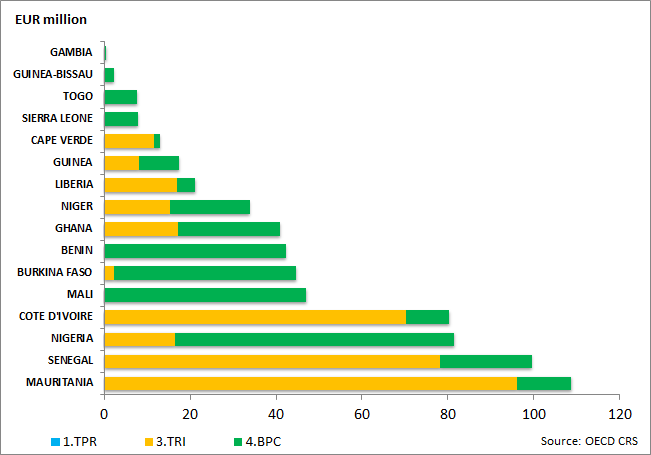 EUR million
GAMBIA
GUINEA-BISSAU
TOGO
SIERRA LEONE
CAPE VERDE
GUINEA
LIBERIA
NIGER
GHANA
BENIN
BURKINA FASO
MALI
COTE D'IVOIRE
NIGERIA
SENEGAL
MAURITANIA
0 20 40 60 80 100 120
1.TPR 3.TRI 4.BPC Source: OECD CRS